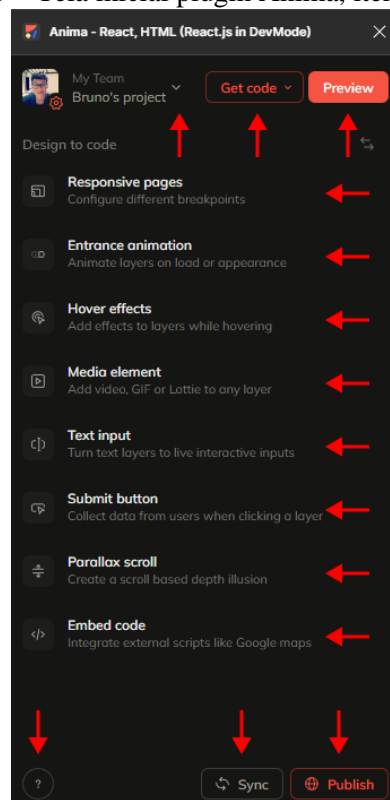 Anima - React, HTML (React.js in DevMode)
My Team
Bruno's project
Get code
Preview
Design to code
Responsive pages
Configure different breakpoints
Entrance animation
Animate layers on load or appearance
Hover effects
Add effects to layers while hovering
Media element
Add video, GIF or Lottie to any layer
Text input
Turn text layers to live interactive inputs
Submit button
Collect data from users when clicking a layer
Parallax scroll
Create a scroll based depth illusion
Embed code
Integrate external scripts like Google maps
?
Sync
Publish